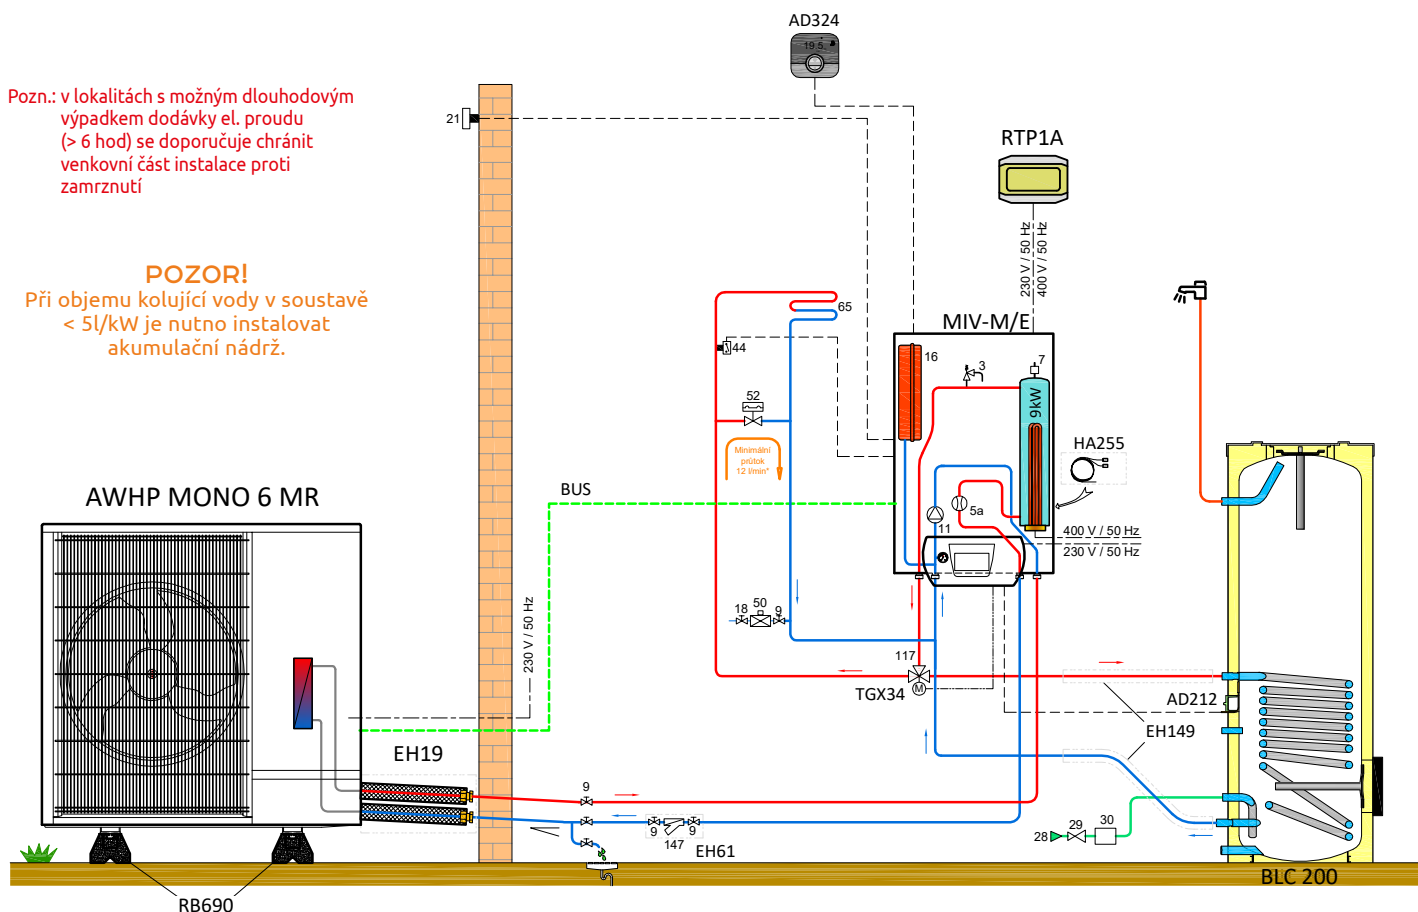 AD324
19.5
Pozn.: v lokalitách s možným dlouhodovým
výpadkem dodávky el. proudu
(> 6 hod) se doporučuje chránit
venkovní část instalace proti
zamrznutí
21
RTP1A
230 V / 50 Hz
400 V / 50 Hz
POZOR!
Při objemu kolující vody v soustavě
< 5l/kW je nutno instalovat
akumulační nádrž.
65
MIV-M/E
44
16
3
7
9kW
52
Minimální
průtok
12 l/min*
HA255
AWHP MONO 6 MR
BUS
5a
11
400 V / 50 Hz
230 V / 50 Hz
230 V / 50 Hz
18
50
9
117
M
TGX34
AD212
EH149
EH19
9
9
147
9
EH61
28
29
30
BLC 200
RB690